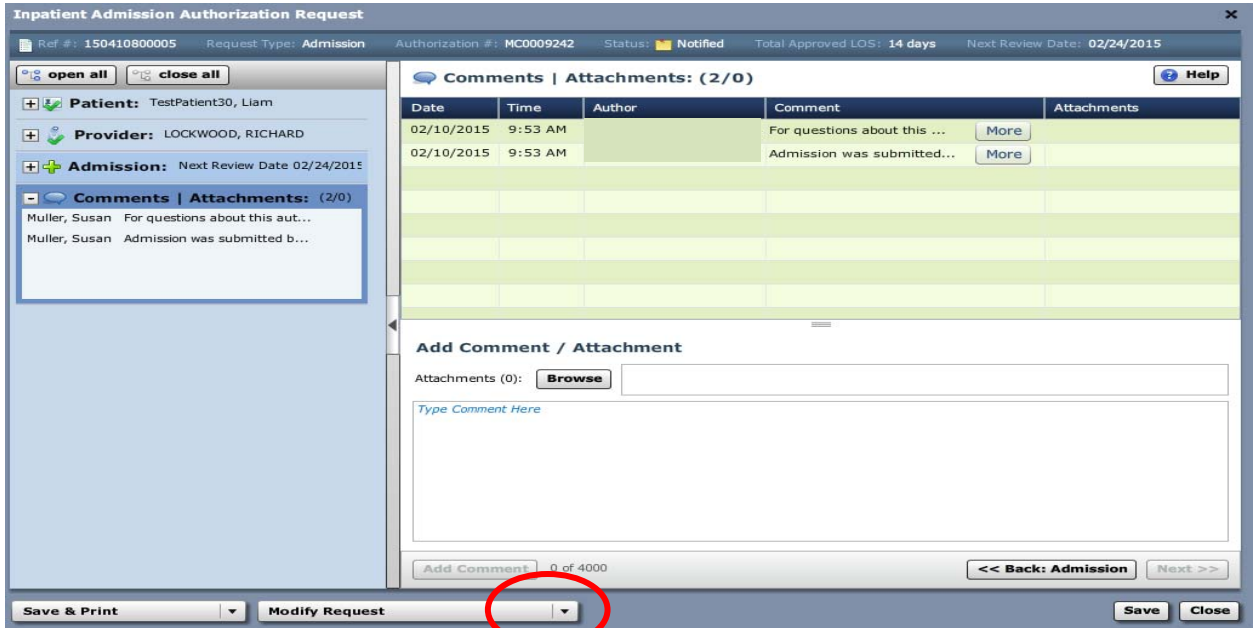 Inpatient Admission Authorization Request
Ref #: 150410800005 Request Type: Admission Authorization #: MC0009242 Status: Notified Total Approved LOS: 14 days Next Review Date: 02/24/2015
open all close all
Patient: TestPatient30, Liam
Provider: LOCKWOOD, RICHARD
Admission: Next Review Date 02/24/2015
Comments | Attachments: (2/0)
Muller, Susan For questions about this aut...
Muller, Susan Admission was submitted b...
Comments | Attachments: (2/0) Help
Date Time Author Comment Attachments
02/10/2015 9:53 AM For questions about this ... More
02/10/2015 9:53 AM Admission was submitted... More
Add Comment / Attachment
Attachments (0): Browse
Type Comment Here
Add Comment 0 of 4000 << Back: Admission Next >>
Save & Print Modify Request Save Close